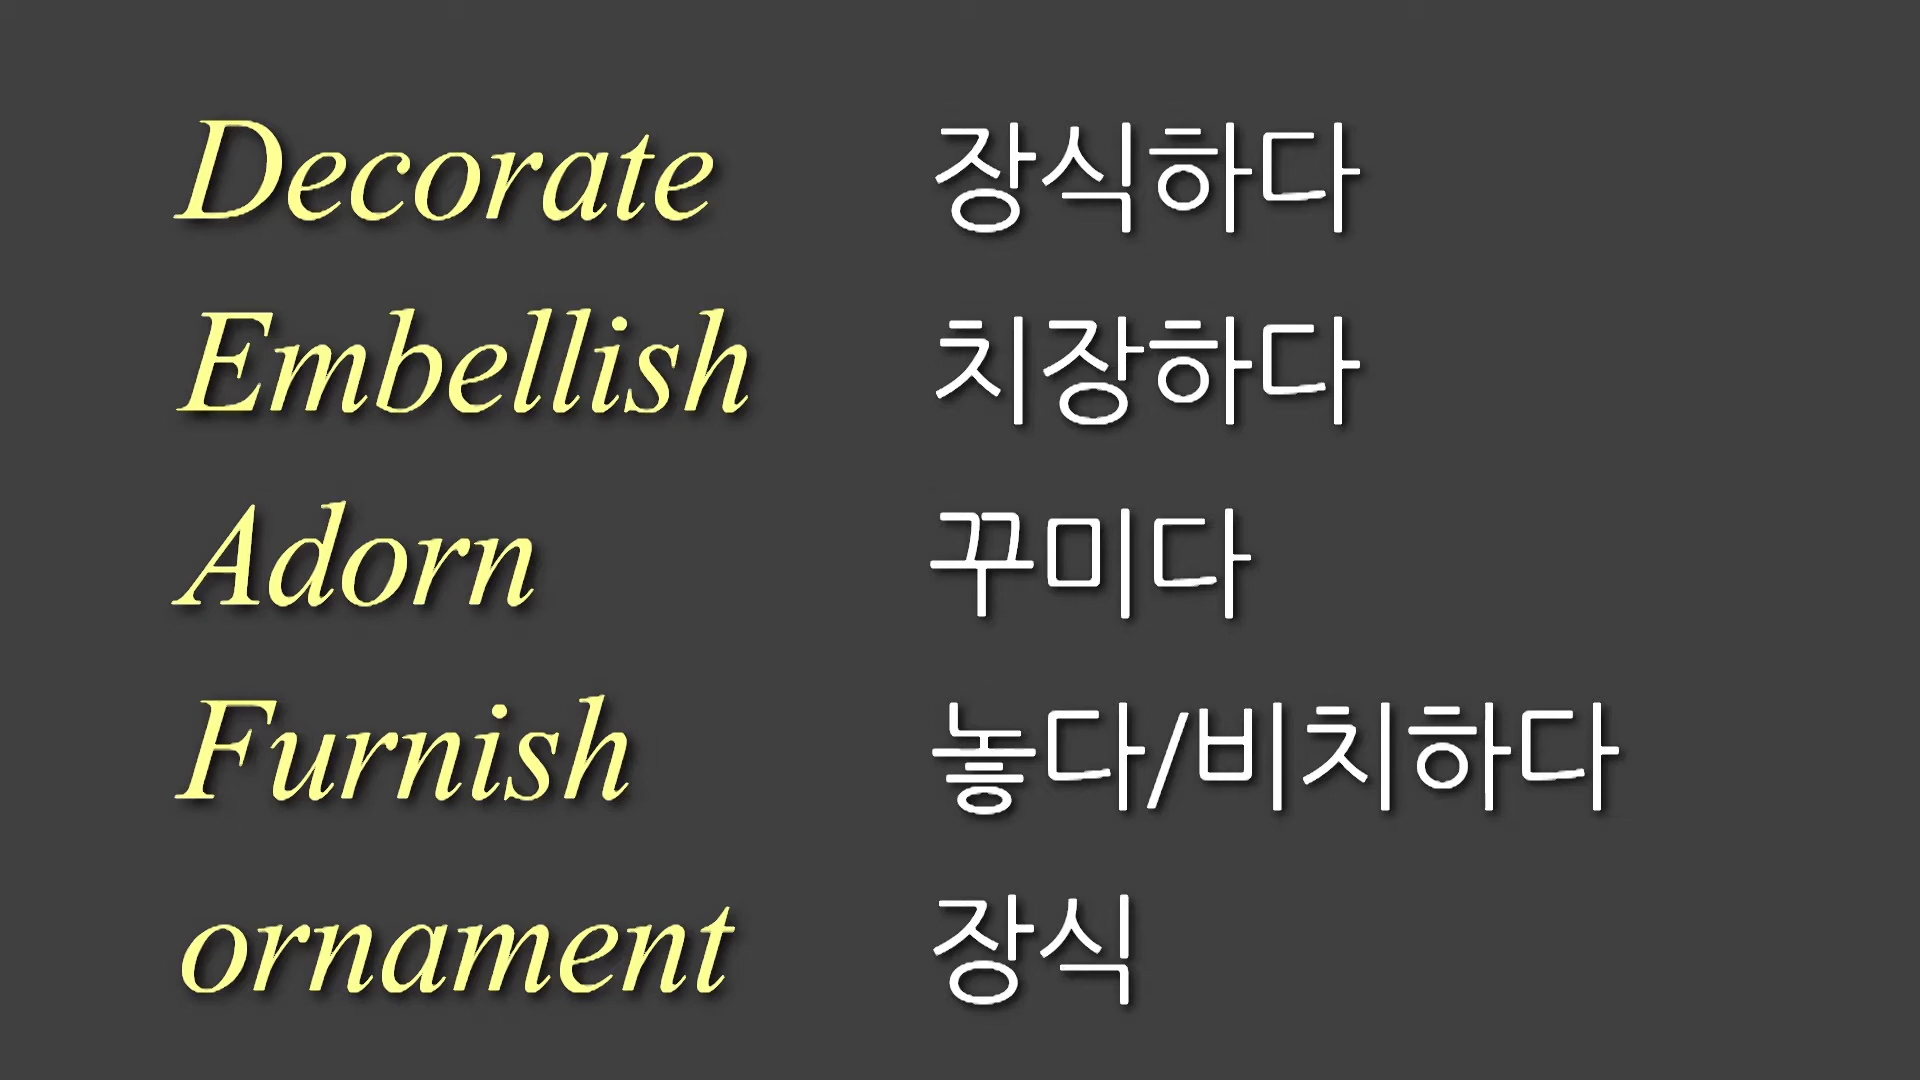 Decorate 장식하다
Embellish 치장하다
Adorn 꾸미다
Furnish 놓다/비치하다
ornament 장식